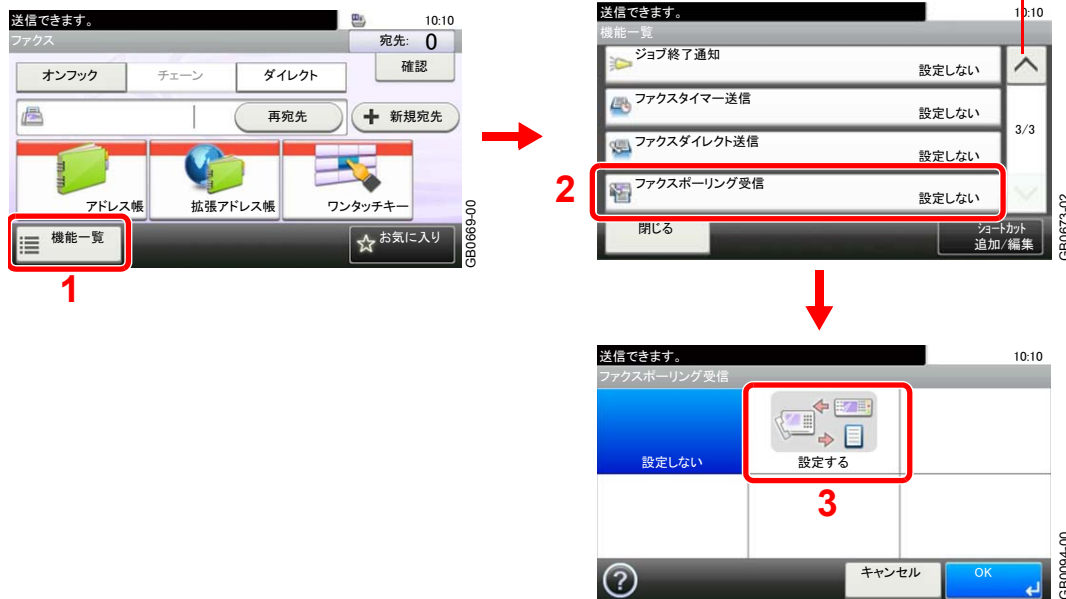 送信できます。
10:10
ファクス
宛先: 0
オンフック
チェーン
ダイレクト
確認
再宛先
新規宛先
アドレス帳
拡張アドレス帳
ワンタッチキー
機能一覧
お気に入り
GB0669-00
1
送信できます。
10:10
機能一覧
ジョブ終了通知
設定しない
ファクスタイマー送信
設定しない
3/3
ファクスダイレクト送信
設定しない
2
ファクスポーリング受信
設定しない
閉じる
ショートカット
追加/編集
GB0673-02
送信できます。
10:10
ファクスポーリング受信
設定しない
設定する
3
キャンセル
OK
GB0094-00